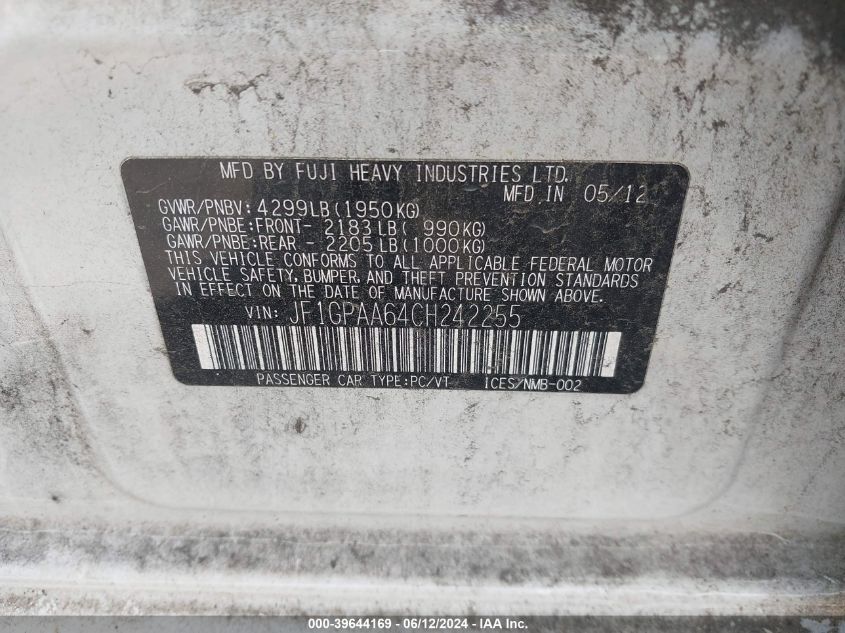 MFD BY FUJI HEAVY INDUSTRIES LTD.
MFD IN 05/12
GVWR/PNBV: 4299LB(1950KG)
GAWR/PNBE:FRONT- 2183LB( 990KG)
GAWR/PNBE:REAR - 2205LB(1000KG)
THIS VEHICLE CONFORMS TO ALL APPLICABLE FEDERAL MOTOR
VEHICLE SAFETY, BUMPER, AND THEFT PREVENTION STANDARDS
IN EFFECT ON THE DATE OF MANUFACTURE SHOWN ABOVE.
VIN: JF1GPAA64CH242255
PASSENGER CAR TYPE:PC/VT ICES/NMB-002
000-39644169 - 06/12/2024 - IAA Inc.